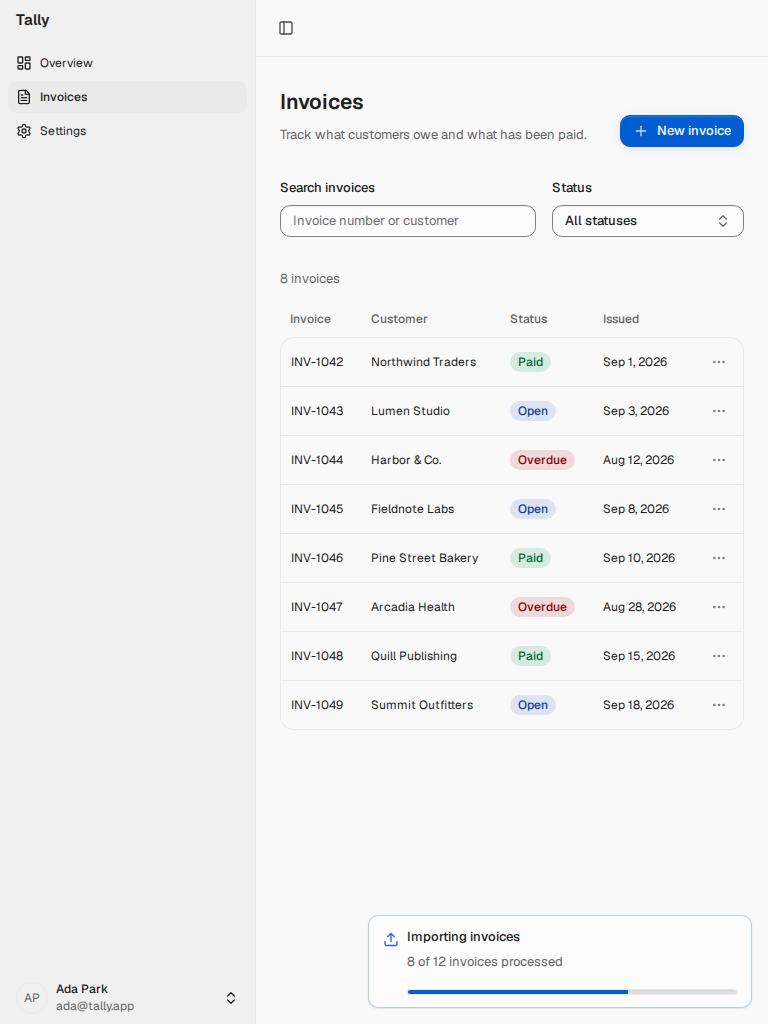 Tally
Overview
Invoices
Settings
Invoices
Track what customers owe and what has been paid.
New invoice
Search invoices
Status
Invoice number or customer
All statuses
8 invoices
Invoice Customer Status Issued
INV-1042 Northwind Traders Paid Sep 1, 2026
INV-1043 Lumen Studio Open Sep 3, 2026
INV-1044 Harbor & Co. Overdue Aug 12, 2026
INV-1045 Fieldnote Labs Open Sep 8, 2026
INV-1046 Pine Street Bakery Paid Sep 10, 2026
INV-1047 Arcadia Health Overdue Aug 28, 2026
INV-1048 Quill Publishing Paid Sep 15, 2026
INV-1049 Summit Outfitters Open Sep 18, 2026
Importing invoices
8 of 12 invoices processed
AP
Ada Park
ada@tally.app